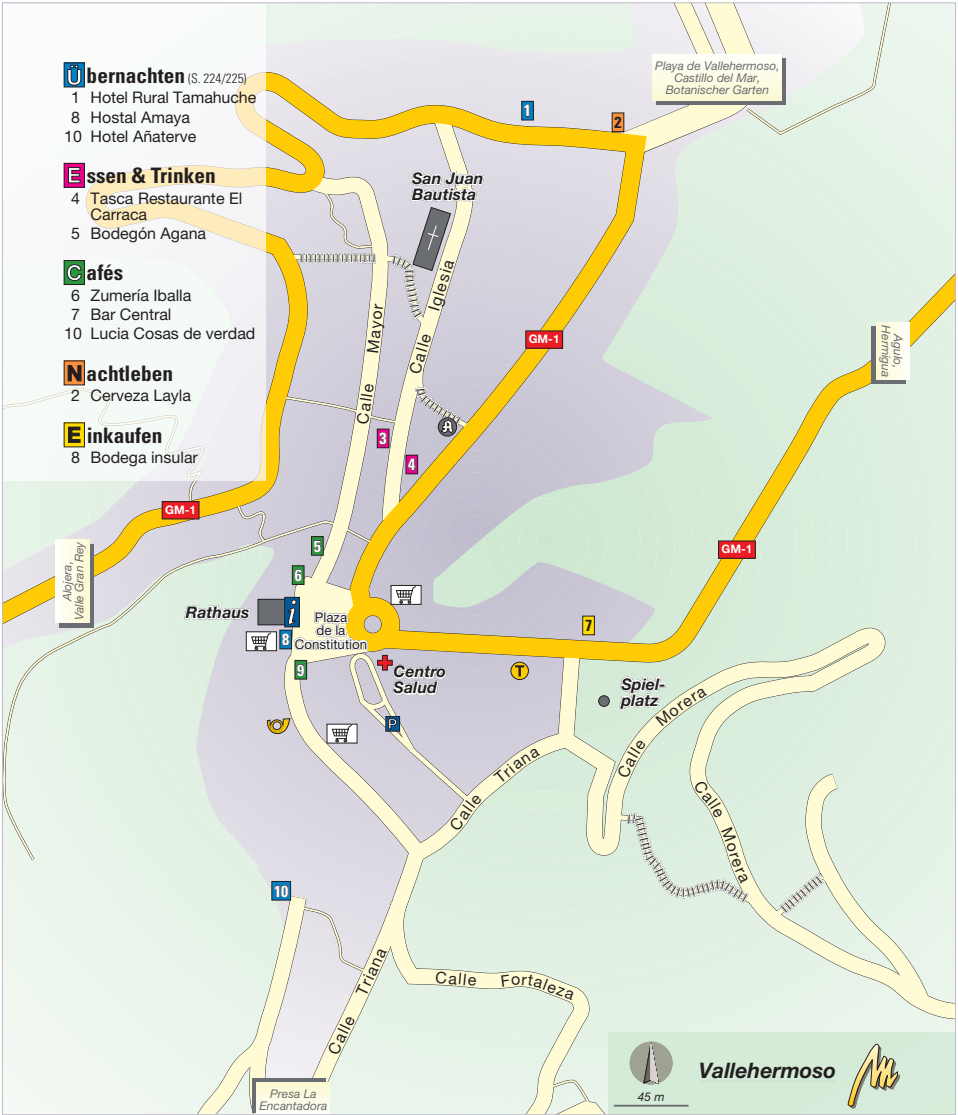 Übernachten (S. 224/225)
1 Hotel Rural Tamahuche
8 Hostal Amaya
10 Hotel Añaterve
Essen & Trinken
4 Tasca Restaurante El
Carraca
5 Bodegón Agana
Cafés
6 Zumería Iballa
7 Bar Central
10 Lucia Cosas de verdad
Nachtleben
2 Cerveza Layla
Einkaufen
8 Bodega insular
Playa de Vallehermoso,
Castillo del Mar,
Botanischer Garten
1
2
San Juan
Bautista
Calle Iglesia
Calle Mayor
GM-1
Agulo,
Hermigua
3
4
GM-1
GM-1
Alojera,
Valle Gran Rey
5
6
Rathaus
i
8
Plaza
de la
Constitution
7
9
Centro
Salud
T
Spiel-
platz
P
Calle Morera
Calle Triana
Calle Morera
10
Calle Triana
Calle Fortaleza
Presa La
Encantadora
45 m
Vallehermoso